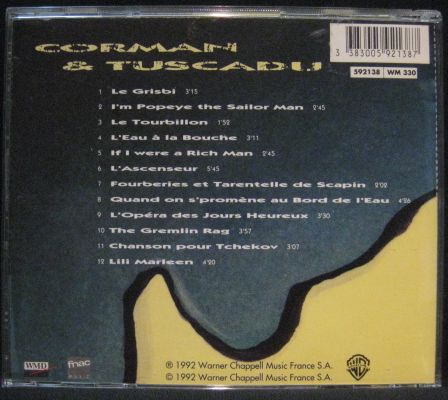 CORMAN
& TUSCADU
3 383005 921387
592138 WM 330
1 Le Grisbi 3'15
2 I'm Popeye the Sailor Man 2'45
3 Le Tourbillon 1'52
4 L'Eau à la Bouche 3'11
5 If I were a Rich Man 2'45
6 L'Ascenseur 5'45
7 Fourberies et Tarentelle de Scapin 2'02
8 Quand on s'promène au Bord de l'Eau 4'26
9 L'Opéra des Jours Heureux 3'30
10 The Gremlin Rag 3'57
11 Chanson pour Tchekov 3'07
12 Lili Marleen 4'20
WMD
fnac
℗ 1992 Warner Chappell Music France S.A.
© 1992 Warner Chappell Music France S.A.